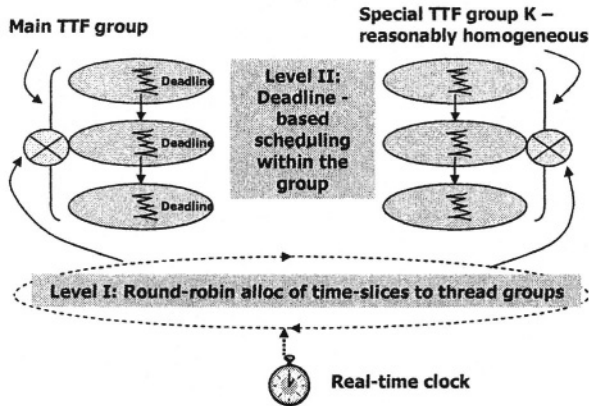 Main TTF group
Special TTF group K –
reasonably homogeneous
Deadline
Deadline
Deadline
Level II:
Deadline -
based
scheduling
within the
group
Level I: Round-robin alloc of time-slices to thread groups
Real-time clock